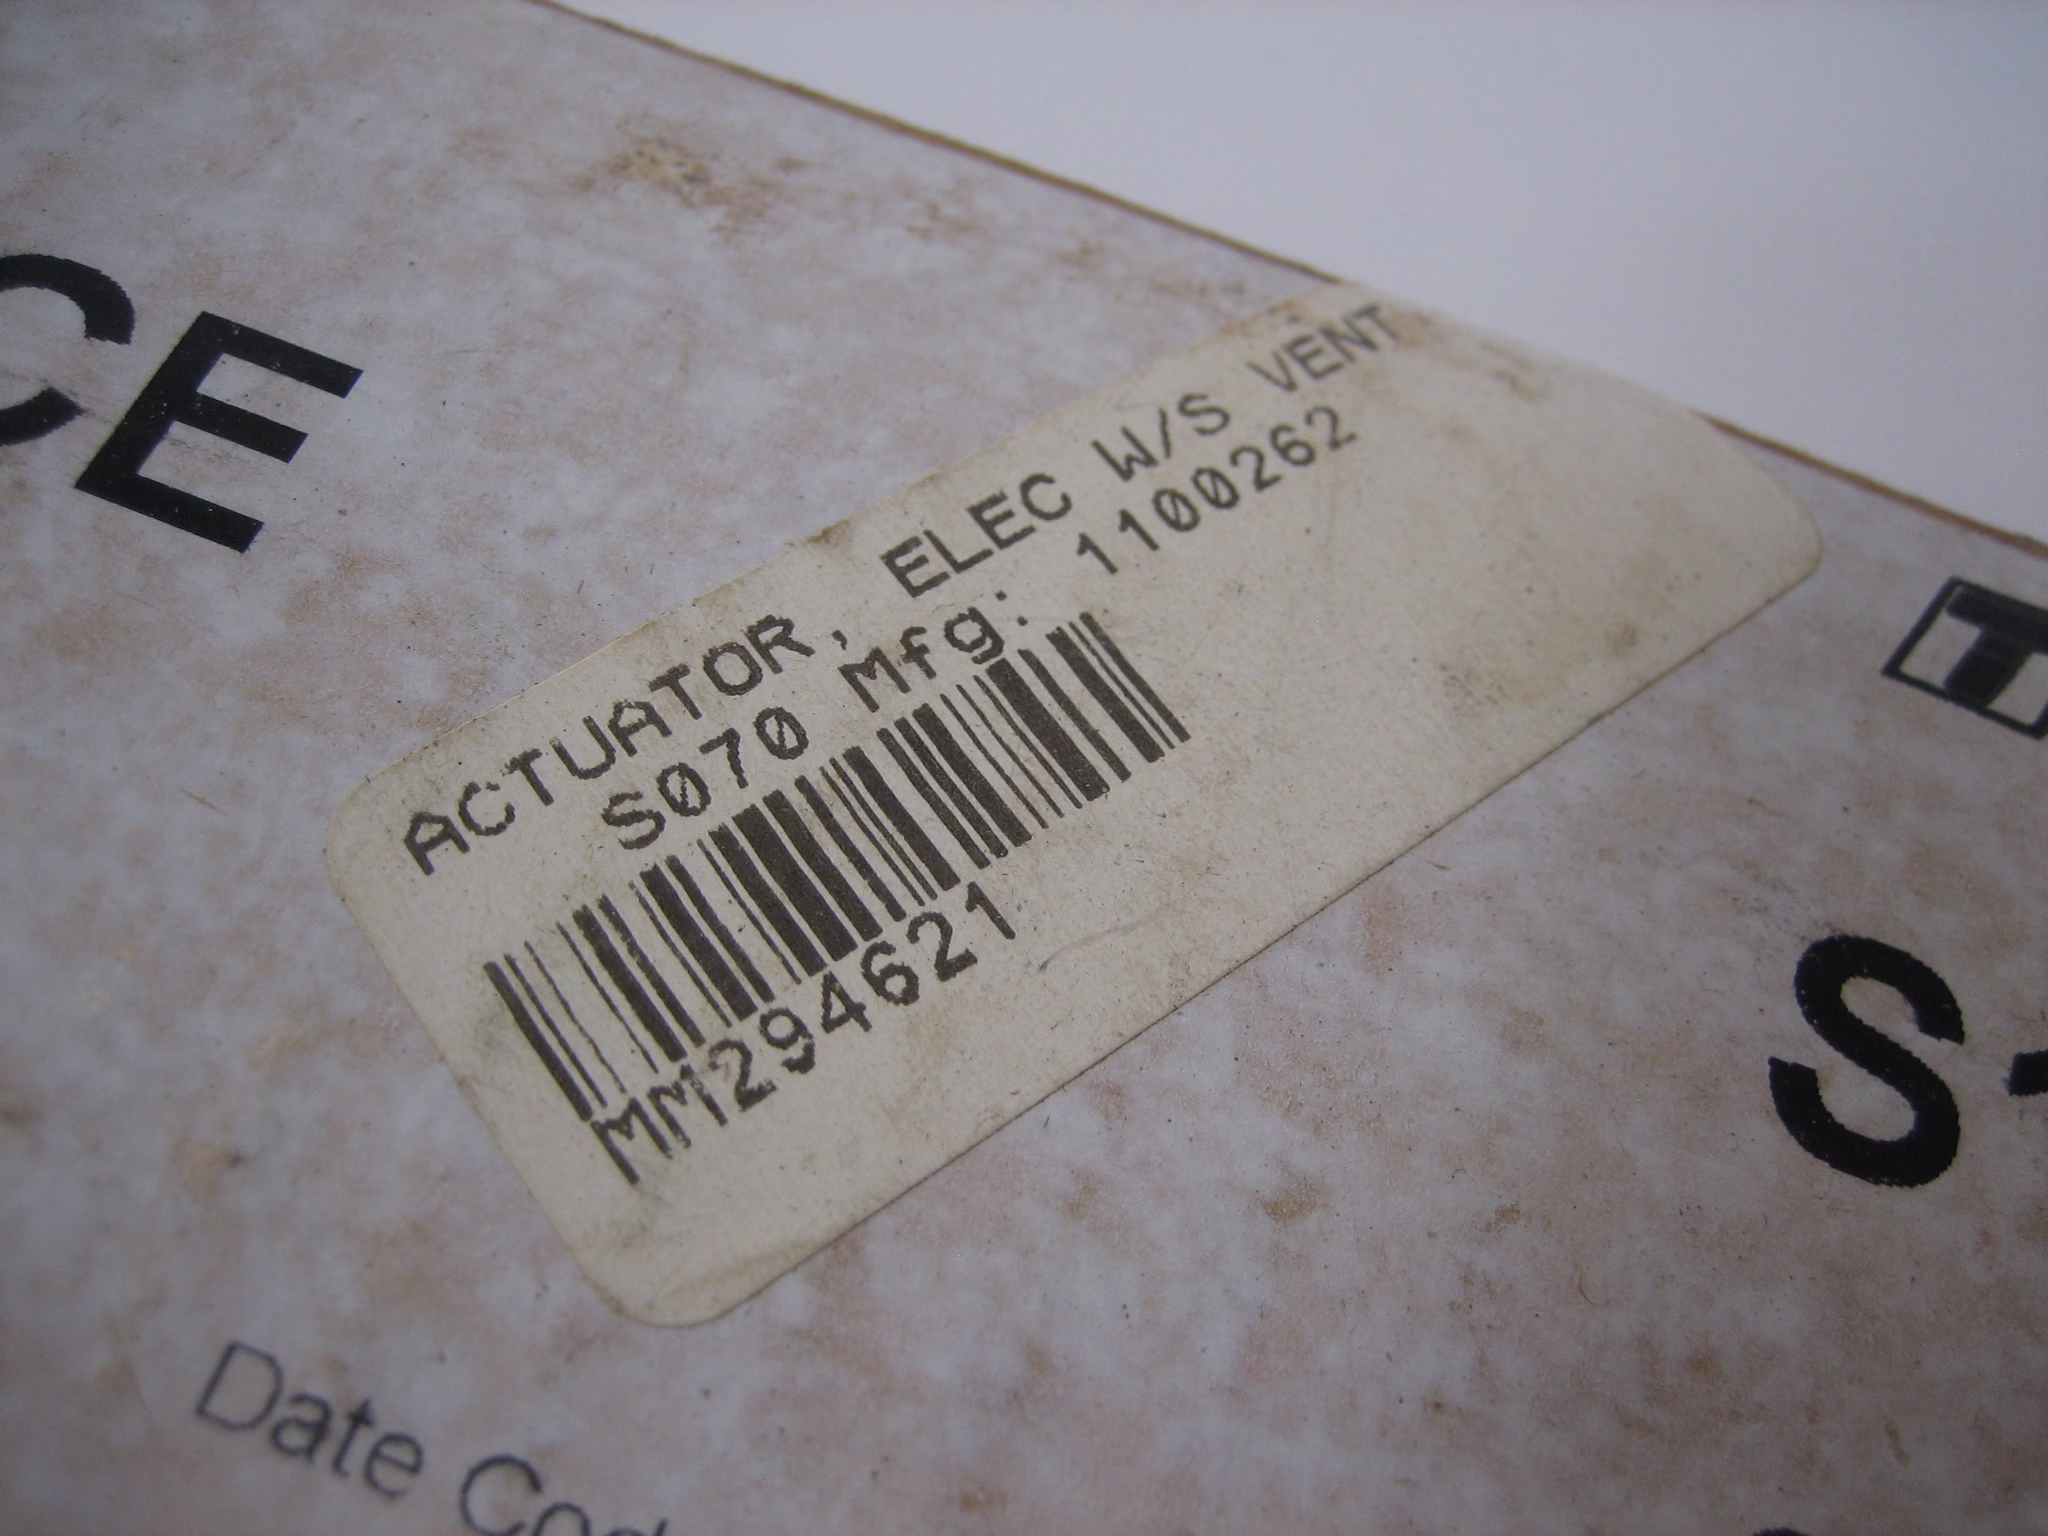 CE
ACTUATOR, ELEC W/S VENT
S070 Mfg: 1100262
MM294621
T
S
Date Cod